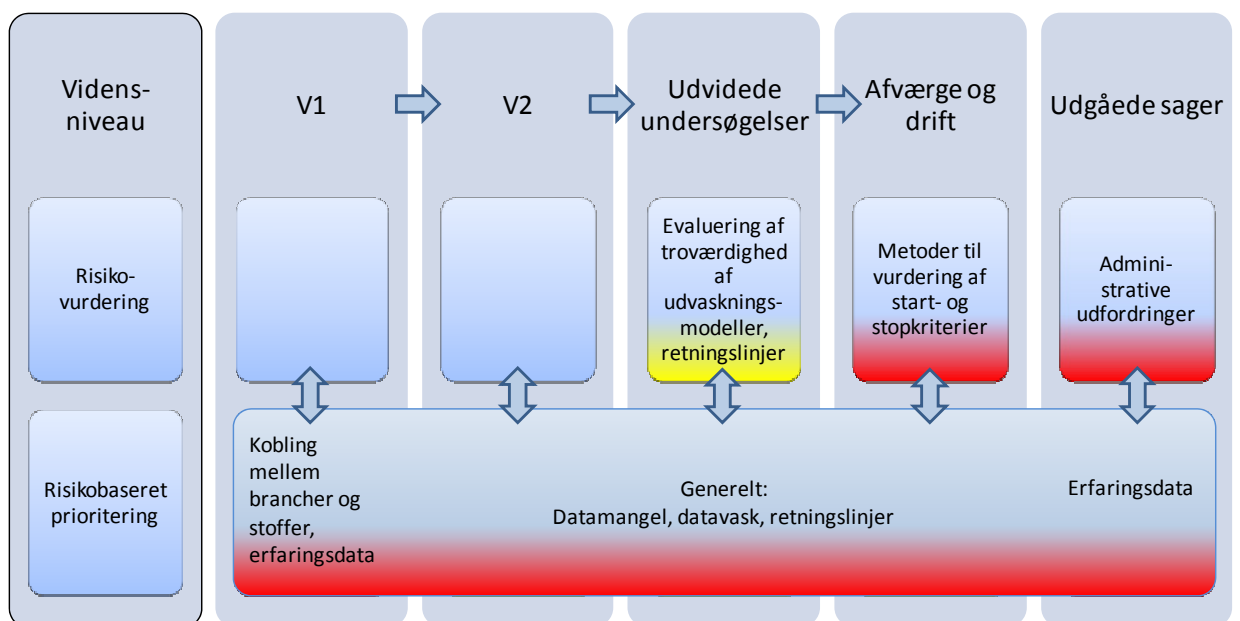 Videns-
niveau
V1
V2
Udvidede
undersøgelser
Afværge og
drift
Udgåede sager
Risiko-
vurdering
Evaluering af
troværdighed
af
udvasknings-
modeller,
retningslinjer
Metoder til
vurdering af
start- og
stopkriterier
Admini-
strative
udfordringer
Risikobaseret
prioritering
Kobling
mellem
brancher og
stoffer,
erfaringsdata
Generelt:
Datamangel, datavask, retningslinjer
Erfaringsdata